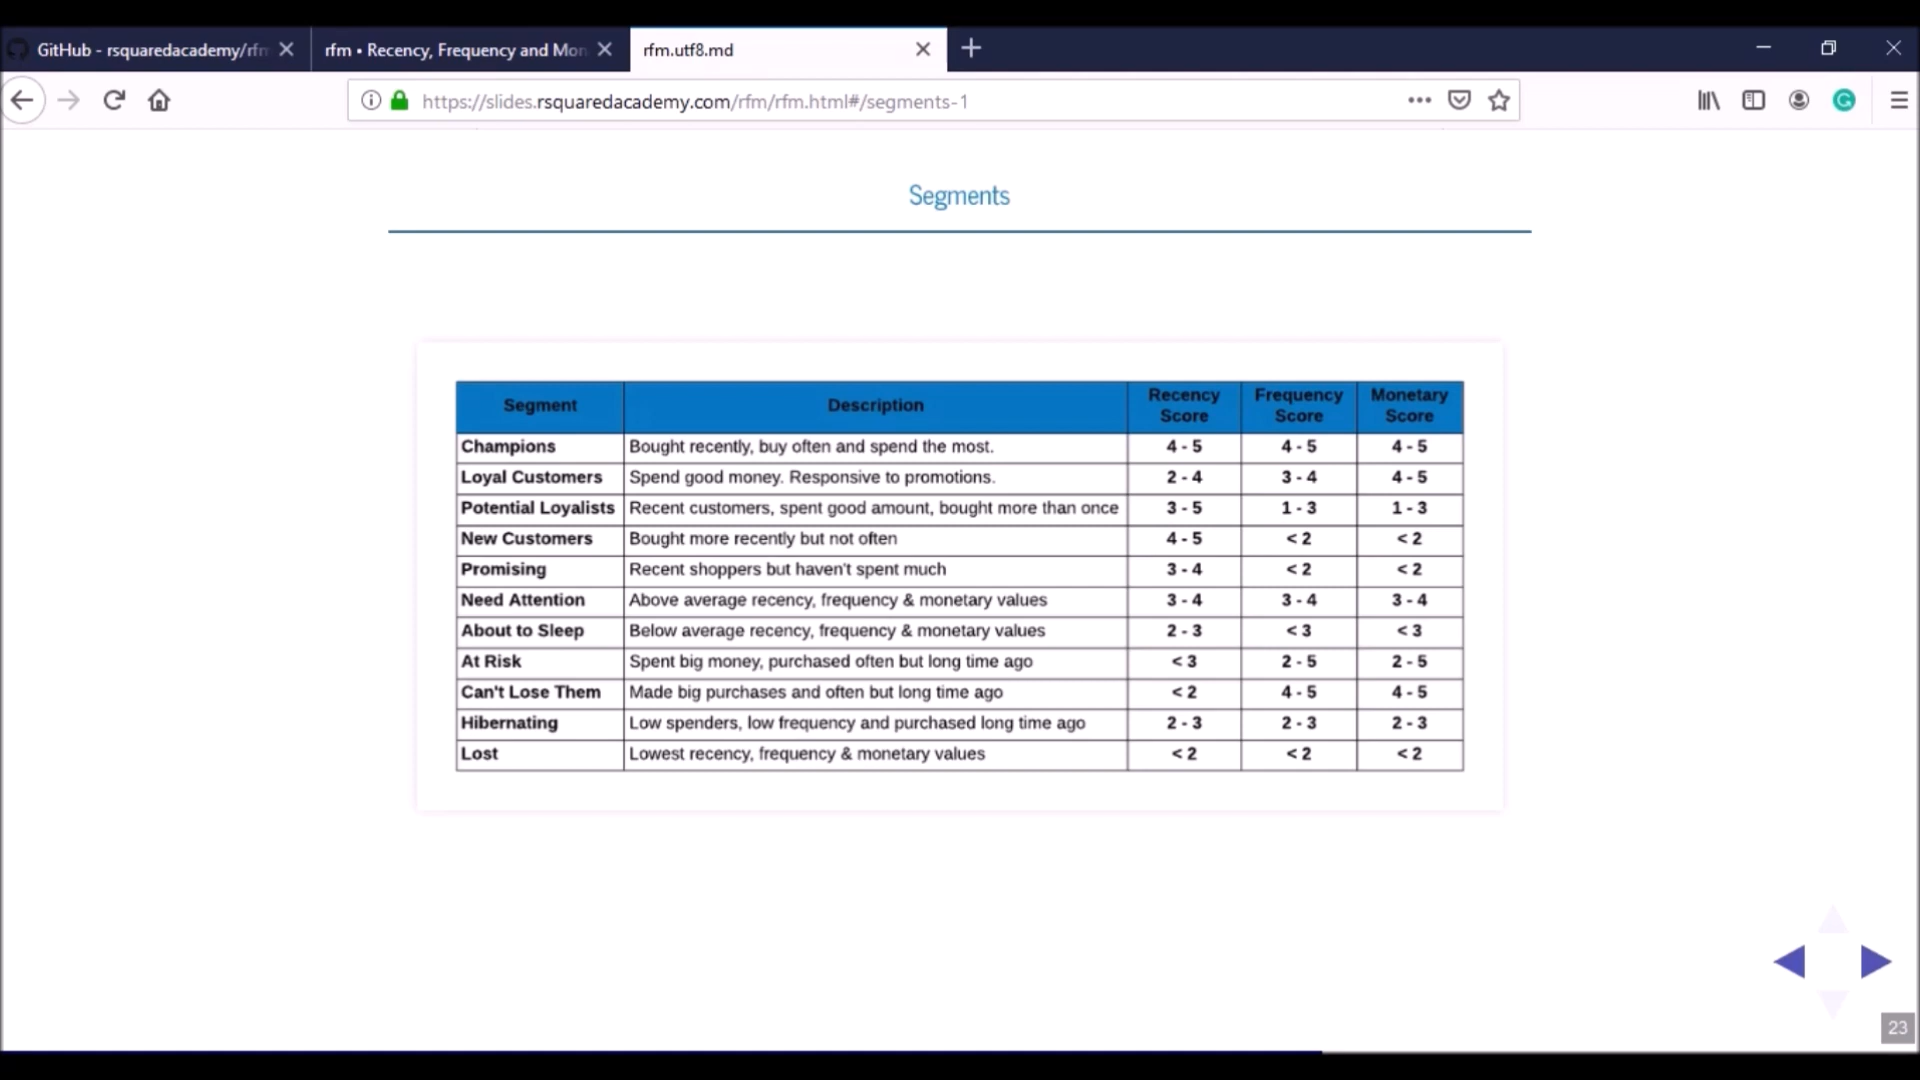 GitHub - rsquaredacademy/rfm
rfm • Recency, Frequency and Mon
rfm.utf8.md
https://slides.rsquaredacademy.com/rfm/rfm.html#/segments-1
Segments
Segment Description Recency Score Frequency Score Monetary Score
Champions Bought recently, buy often and spend the most. 4 - 5 4 - 5 4 - 5
Loyal Customers Spend good money. Responsive to promotions. 2 - 4 3 - 4 4 - 5
Potential Loyalists Recent customers, spent good amount, bought more than once 3 - 5 1 - 3 1 - 3
New Customers Bought more recently but not often 4 - 5 < 2 < 2
Promising Recent shoppers but haven't spent much 3 - 4 < 2 < 2
Need Attention Above average recency, frequency & monetary values 3 - 4 3 - 4 3 - 4
About to Sleep Below average recency, frequency & monetary values 2 - 3 < 3 < 3
At Risk Spent big money, purchased often but long time ago < 3 2 - 5 2 - 5
Can't Lose Them Made big purchases and often but long time ago < 2 4 - 5 4 - 5
Hibernating Low spenders, low frequency and purchased long time ago 2 - 3 2 - 3 2 - 3
Lost Lowest recency, frequency & monetary values < 2 < 2 < 2
23